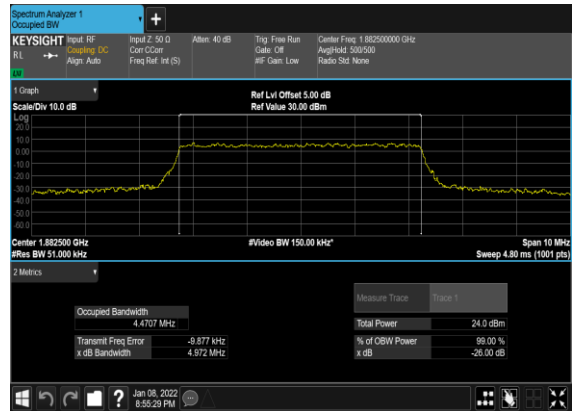 Spectrum Analyzer 1
Occupied BW
+
KEYSIGHT Input: RF Input Z: 50 Ω Atten: 40 dB Trig: Free Run Center Freq: 1.882500000 GHz
RL Coupling: DC Corr CCorr Gate: Off Avg|Hold: 500/500
Align: Auto Freq Ref: Int (S) #IF Gain: Low Radio Std: None
LW
1 Graph Ref Lvl Offset 5.00 dB
Scale/Div 10.0 dB Ref Value 30.00 dBm
Log
20.0
10.0
0.00
-10.0
-20.0
-30.0
-40.0
-50.0
-60.0
Center 1.882500 GHz #Video BW 150.00 kHz* Span 10 MHz
#Res BW 51.000 kHz Sweep 4.80 ms (1001 pts)
2 Metrics
Measure Trace Trace 1
Occupied Bandwidth
4.4707 MHz Total Power 24.0 dBm
Transmit Freq Error -9.877 kHz % of OBW Power 99.00 %
x dB Bandwidth 4.972 MHz x dB -26.00 dB
? Jan 08, 2022
8:55:29 PM